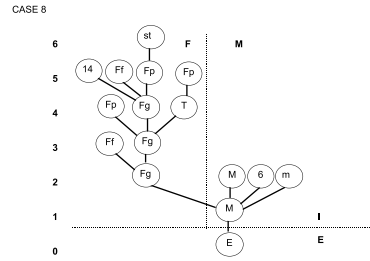 CASE 8
6 st F M
5 14 Ff Fp Fp
4 Fp Fg T
3 Ff Fg
2 Fg M 6 m
1 M I
0 E E